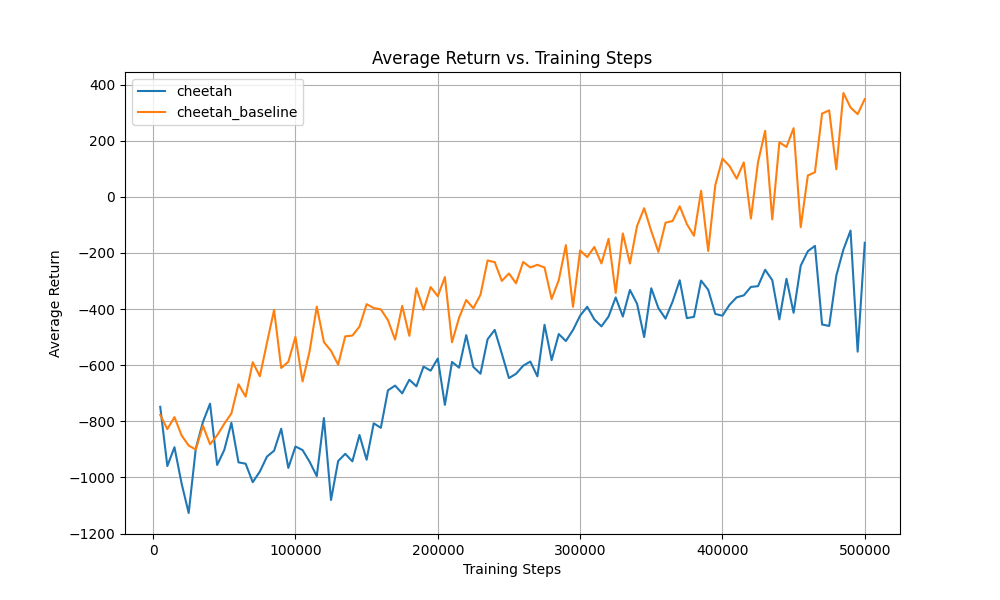 Average Return vs. Training Steps
cheetah
cheetah_baseline
400
200
0
−200
−400
−600
−800
−1000
−1200
Average Return
0 100000 200000 300000 400000 500000
Training Steps